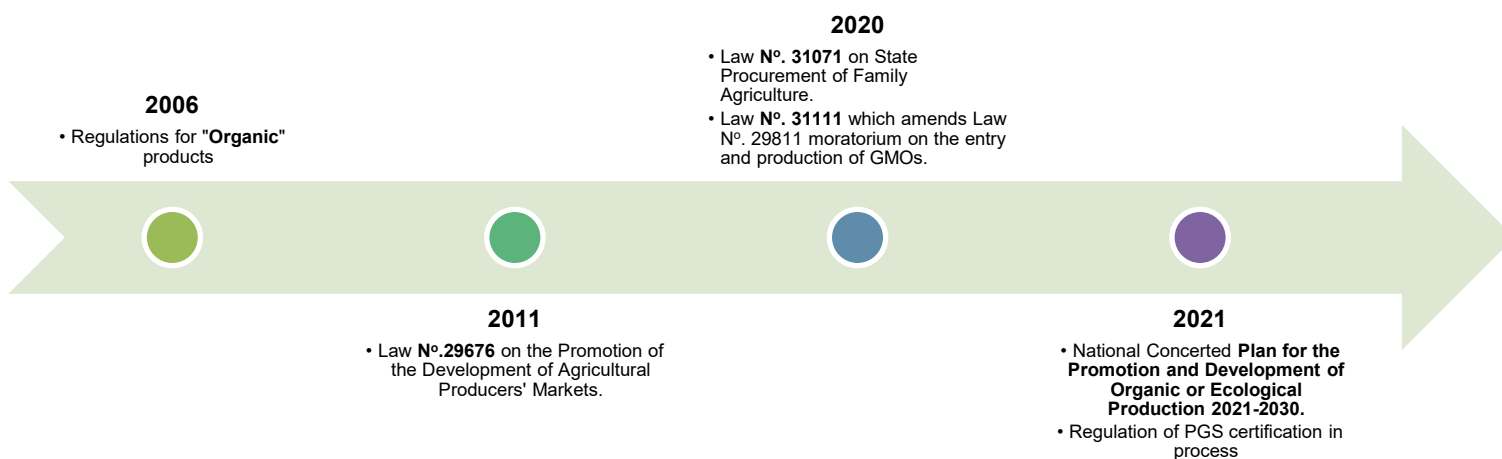 2006
• Regulations for "Organic"
products
2011
• Law Nº.29676 on the Promotion of
the Development of Agricultural
Producers' Markets.
2020
• Law Nº. 31071 on State
Procurement of Family
Agriculture.
• Law Nº. 31111 which amends Law
Nº. 29811 moratorium on the entry
and production of GMOs.
2021
• National Concerted Plan for the
Promotion and Development of
Organic or Ecological
Production 2021-2030.
• Regulation of PGS certification in
process